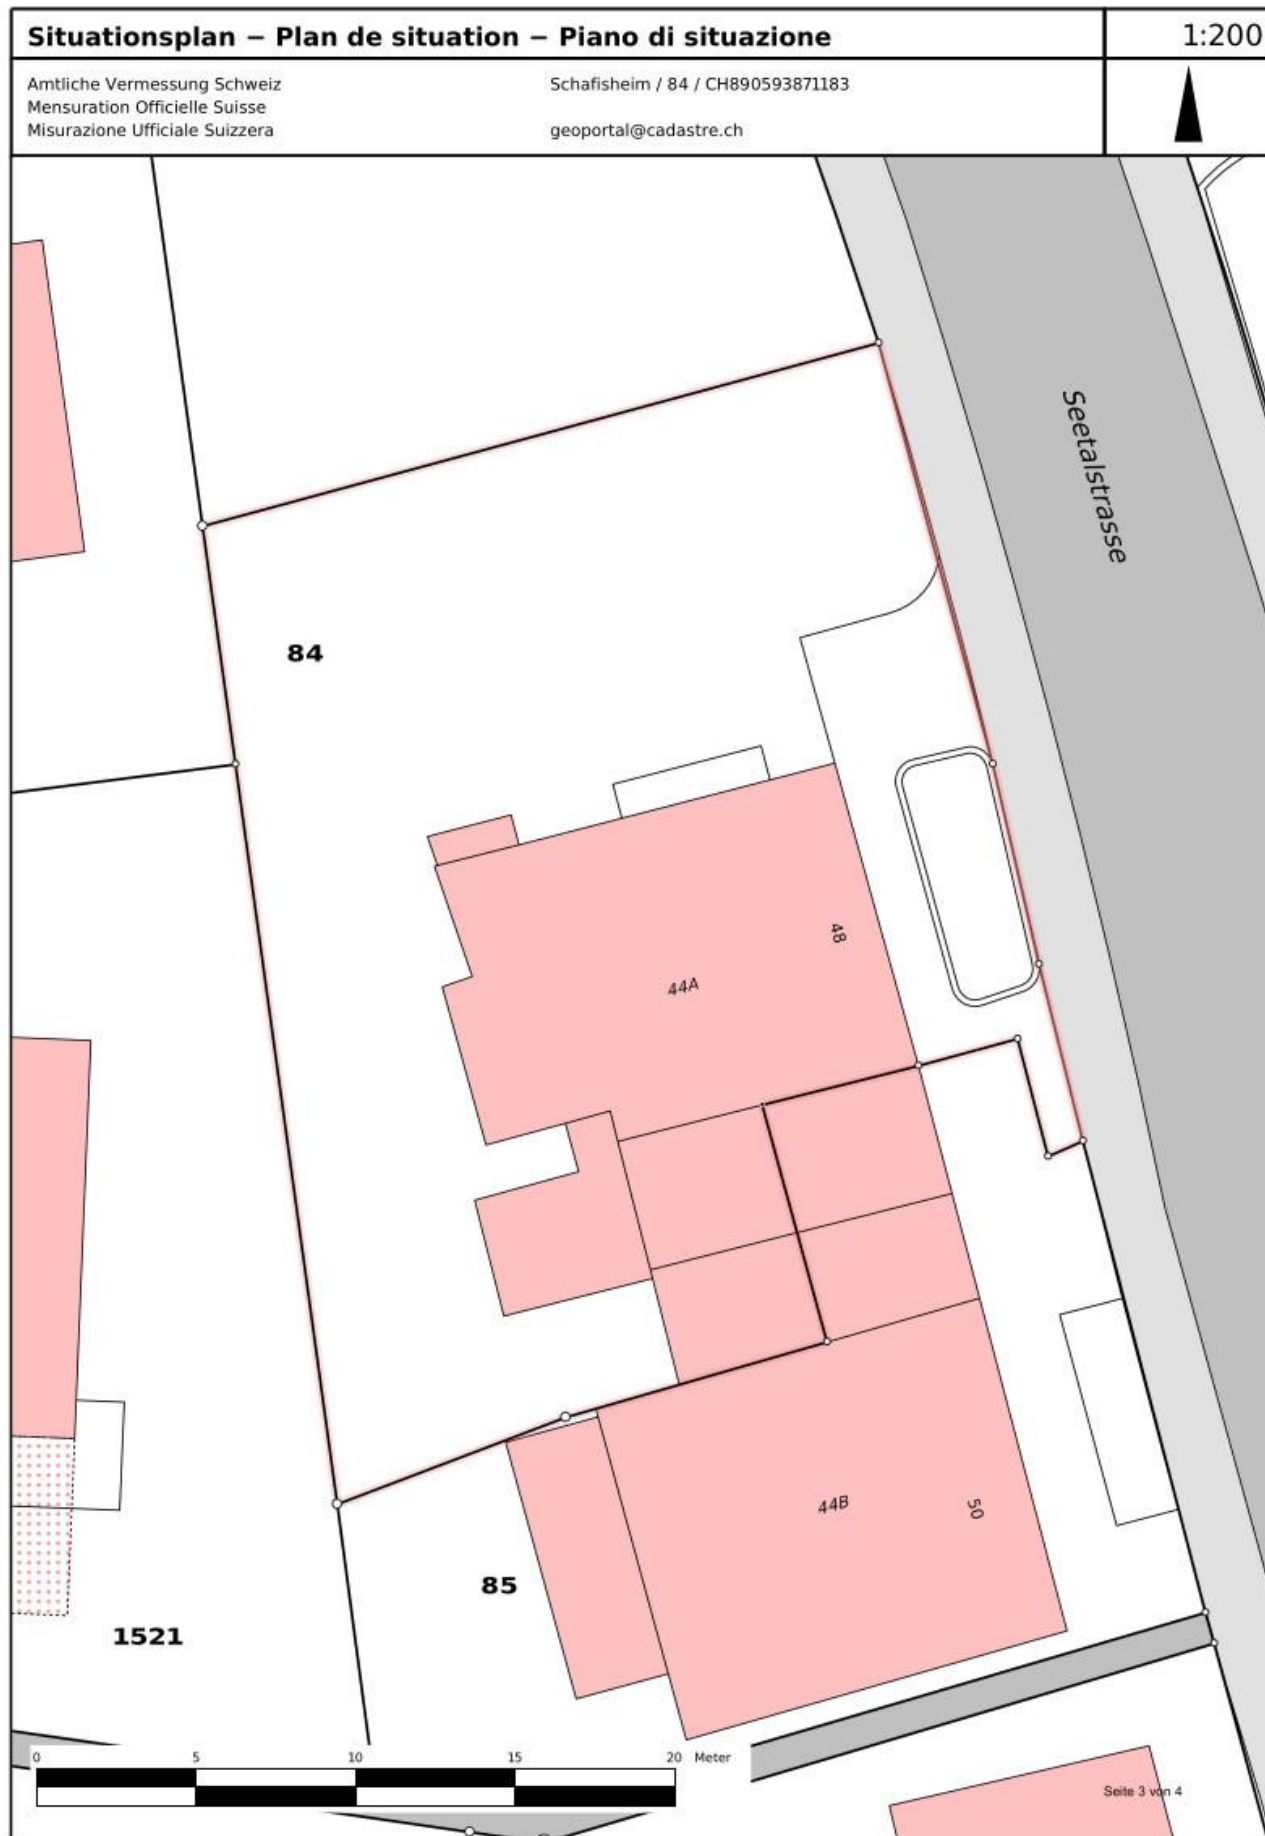 Situationsplan − Plan de situation − Piano di situazione
1:200
Amtliche Vermessung Schweiz
Mensuration Officielle Suisse
Misurazione Ufficiale Suizzera
Schafisheim / 84 / CH890593871183
geoportal@cadastre.ch
Seetalstrasse
84
48
44A
44B
50
85
1521
0 5 10 15 20 Meter
Seite 3 von 4